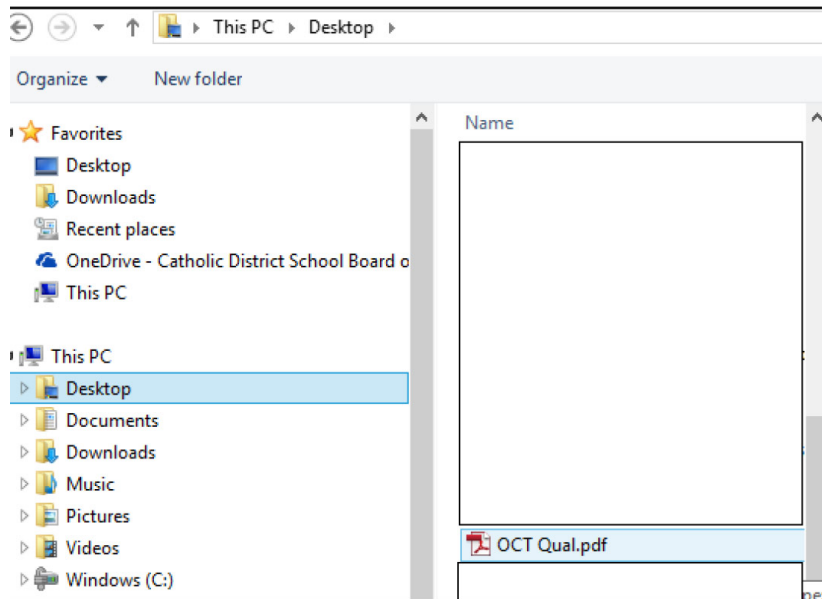 This PC Desktop
Organize New folder
Favorites
Desktop
Downloads
Recent places
OneDrive - Catholic District School Board o
This PC
This PC
Desktop
Documents
Downloads
Music
Pictures
Videos
Windows (C:)
Name
OCT Qual.pdf